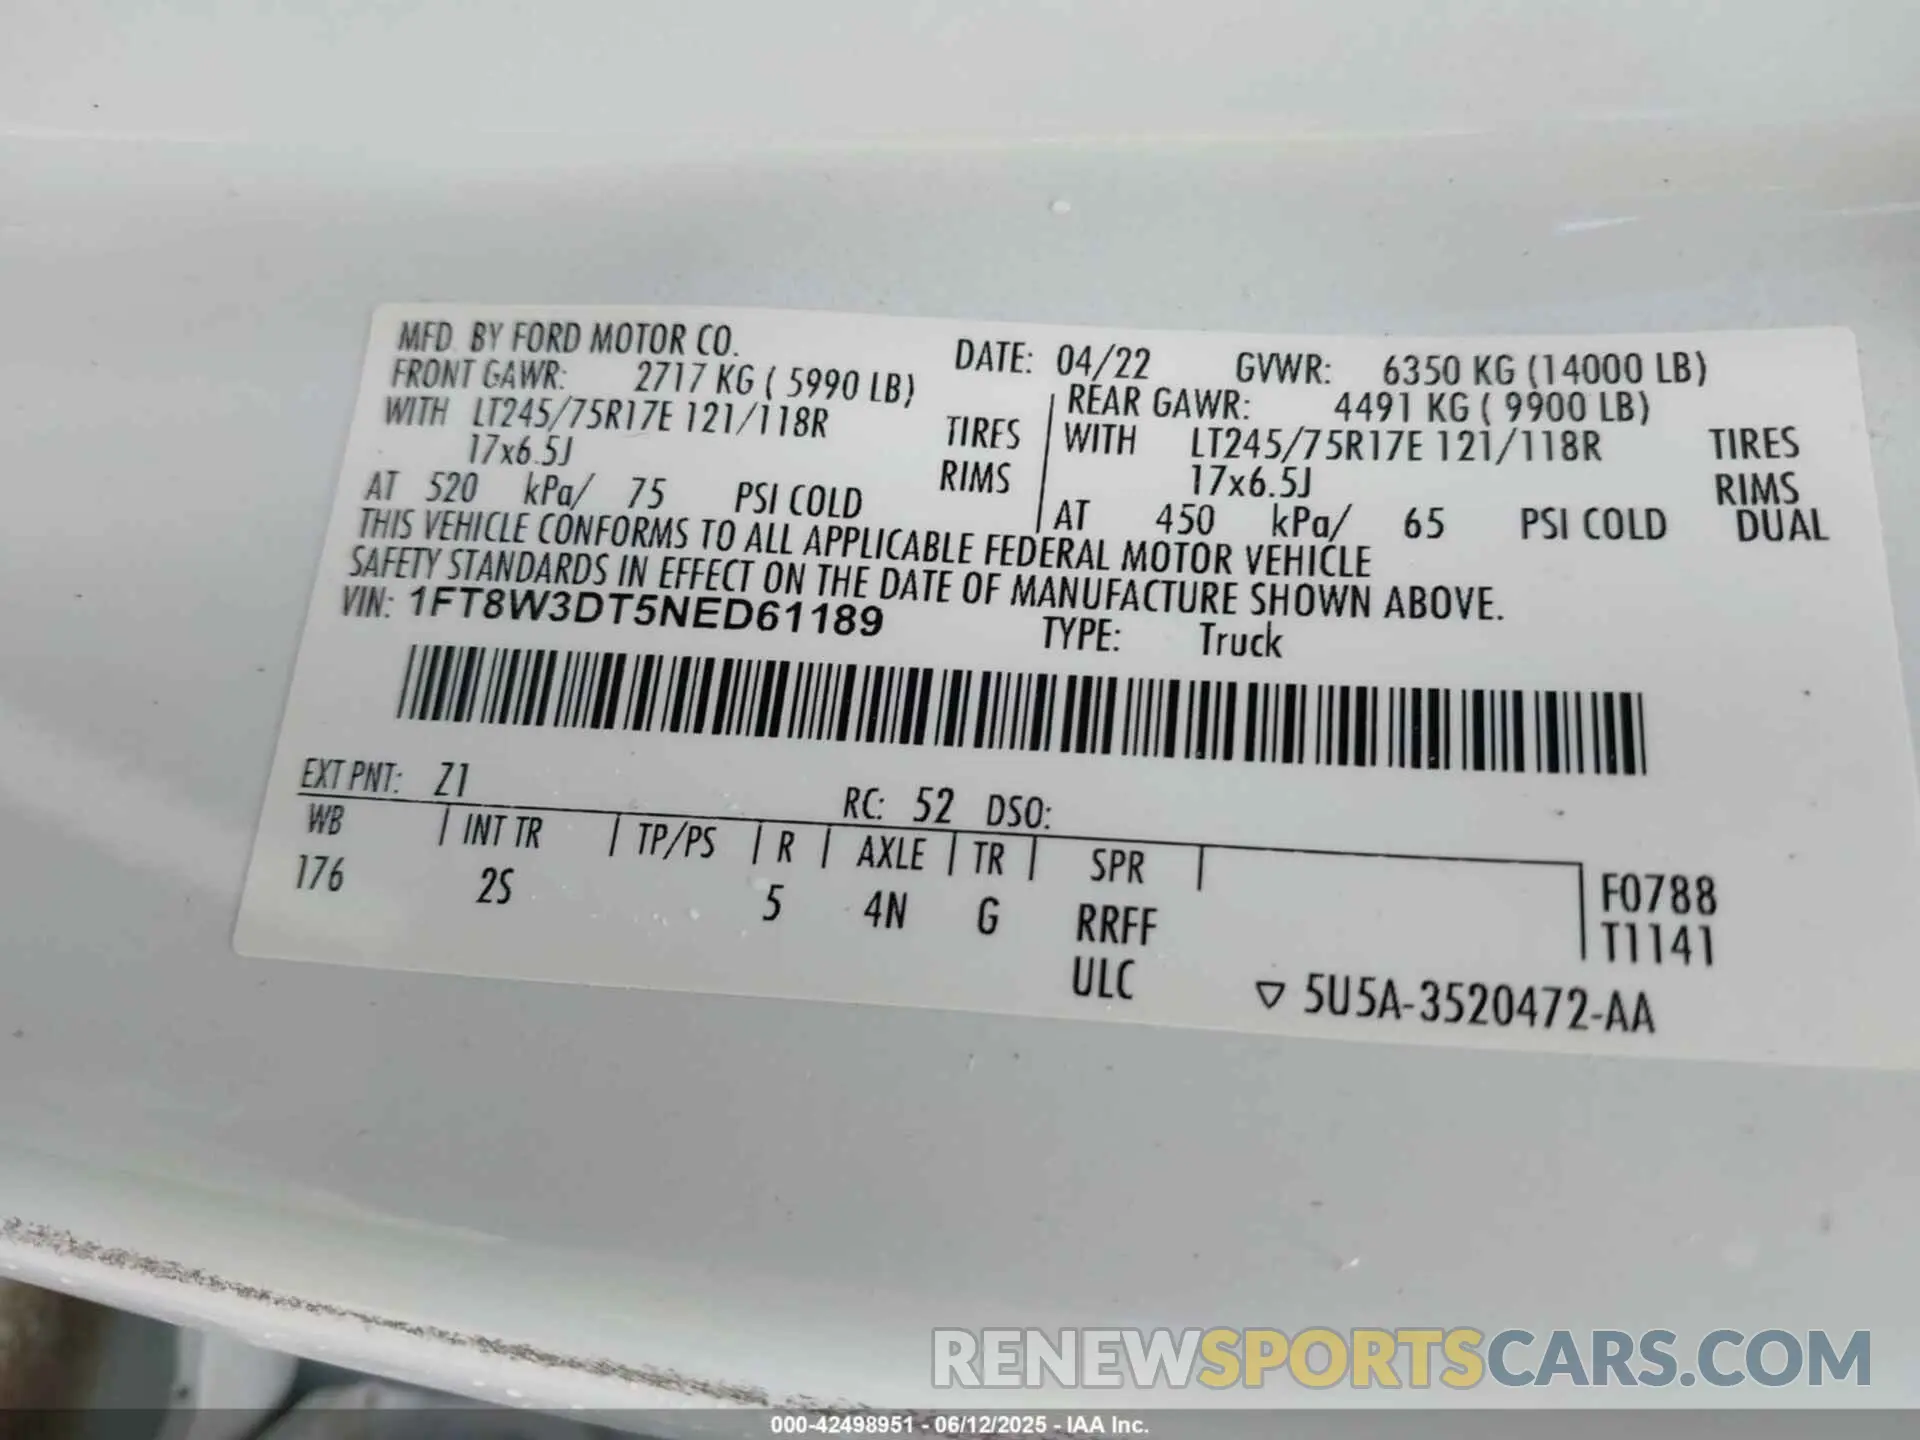 MFD. BY FORD MOTOR CO. DATE: 04/22 GVWR: 6350 KG (14000 LB)
FRONT GAWR: 2717 KG ( 5990 LB) REAR GAWR: 4491 KG ( 9900 LB)
WITH LT245/75R17E 121/118R TIRES WITH LT245/75R17E 121/118R TIRES
17x6.5J RIMS 17x6.5J RIMS
AT 520 kPa/ 75 PSI COLD AT 450 kPa/ 65 PSI COLD DUAL
THIS VEHICLE CONFORMS TO ALL APPLICABLE FEDERAL MOTOR VEHICLE
SAFETY STANDARDS IN EFFECT ON THE DATE OF MANUFACTURE SHOWN ABOVE.
VIN: 1FT8W3DT5NED61189 TYPE: Truck
EXT PNT: Z1 RC: 52 DSO:
WB INT TR TP/PS R AXLE TR SPR
176 2S 5 4N G RRFF F0788
ULC T1141
▽ 5U5A-3520472-AA
RENEWSPORTSCARS.COM
000-42498951 - 06/12/2025 - IAA Inc.